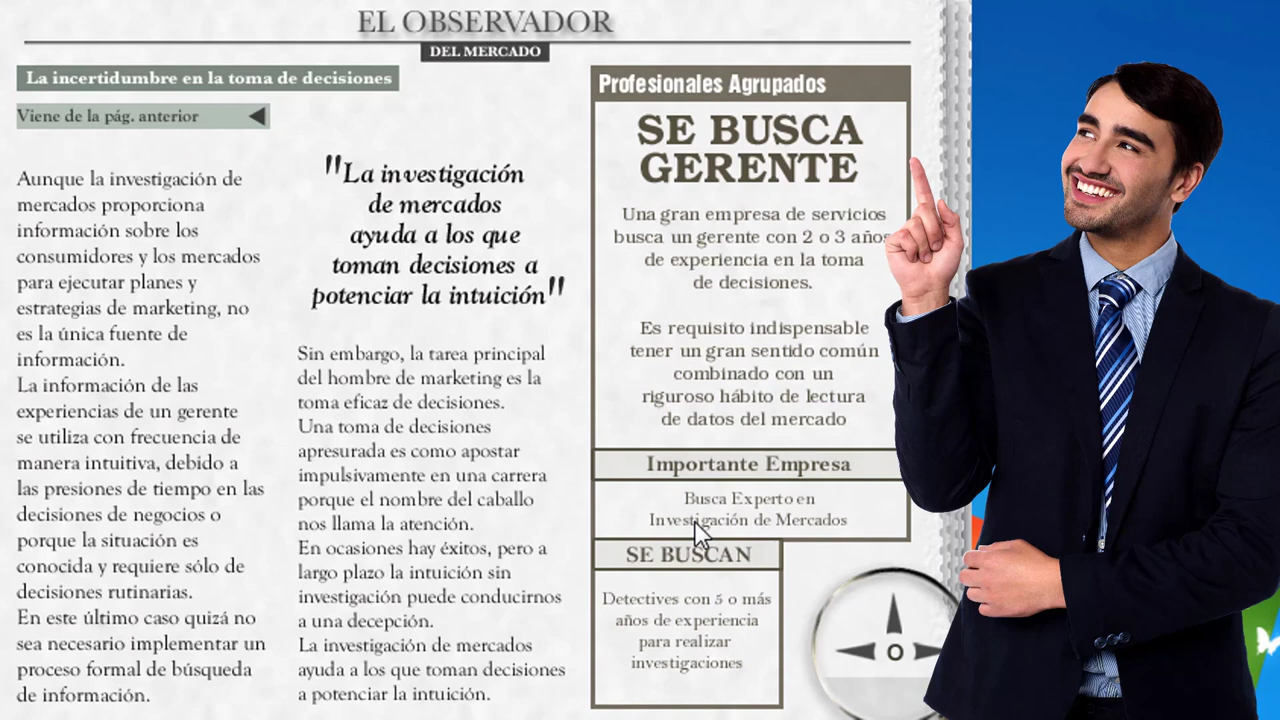 EL OBSERVADOR
DEL MERCADO
La incertidumbre en la toma de decisiones
Viene de la pág. anterior
Aunque la investigación de
mercados proporciona
información sobre los
consumidores y los mercados
para ejecutar planes y
estrategias de marketing, no
es la única fuente de
información.
La información de las
experiencias de un gerente
se utiliza con frecuencia de
manera intuitiva, debido a
las presiones de tiempo en las
decisiones de negocios o
porque la situación es
conocida y requiere sólo de
decisiones rutinarias.
En este último caso quizá no
sea necesario implementar un
proceso formal de búsqueda
de información.
"La investigación
de mercados
ayuda a los que
toman decisiones a
potenciar la intuición"
Sin embargo, la tarea principal
del hombre de marketing es la
toma eficaz de decisiones.
Una toma de decisiones
apresurada es como apostar
impulsivamente en una carrera
porque el nombre del caballo
nos llama la atención.
En ocasiones hay éxitos, pero a
largo plazo la intuición sin
investigación puede conducirnos
a una decepción.
La investigación de mercados
ayuda a los que toman decisiones
a potenciar la intuición.
Profesionales Agrupados
SE BUSCA
GERENTE
Una gran empresa de servicios
busca un gerente con 2 o 3 años
de experiencia en la toma
de decisiones.
Es requisito indispensable
tener un gran sentido común
combinado con un
riguroso hábito de lectura
de datos del mercado
Importante Empresa
Busca Experto en
Investigación de Mercados
SE BUSCAN
Detectives con 5 o más
años de experiencia
para realizar
investigaciones
O